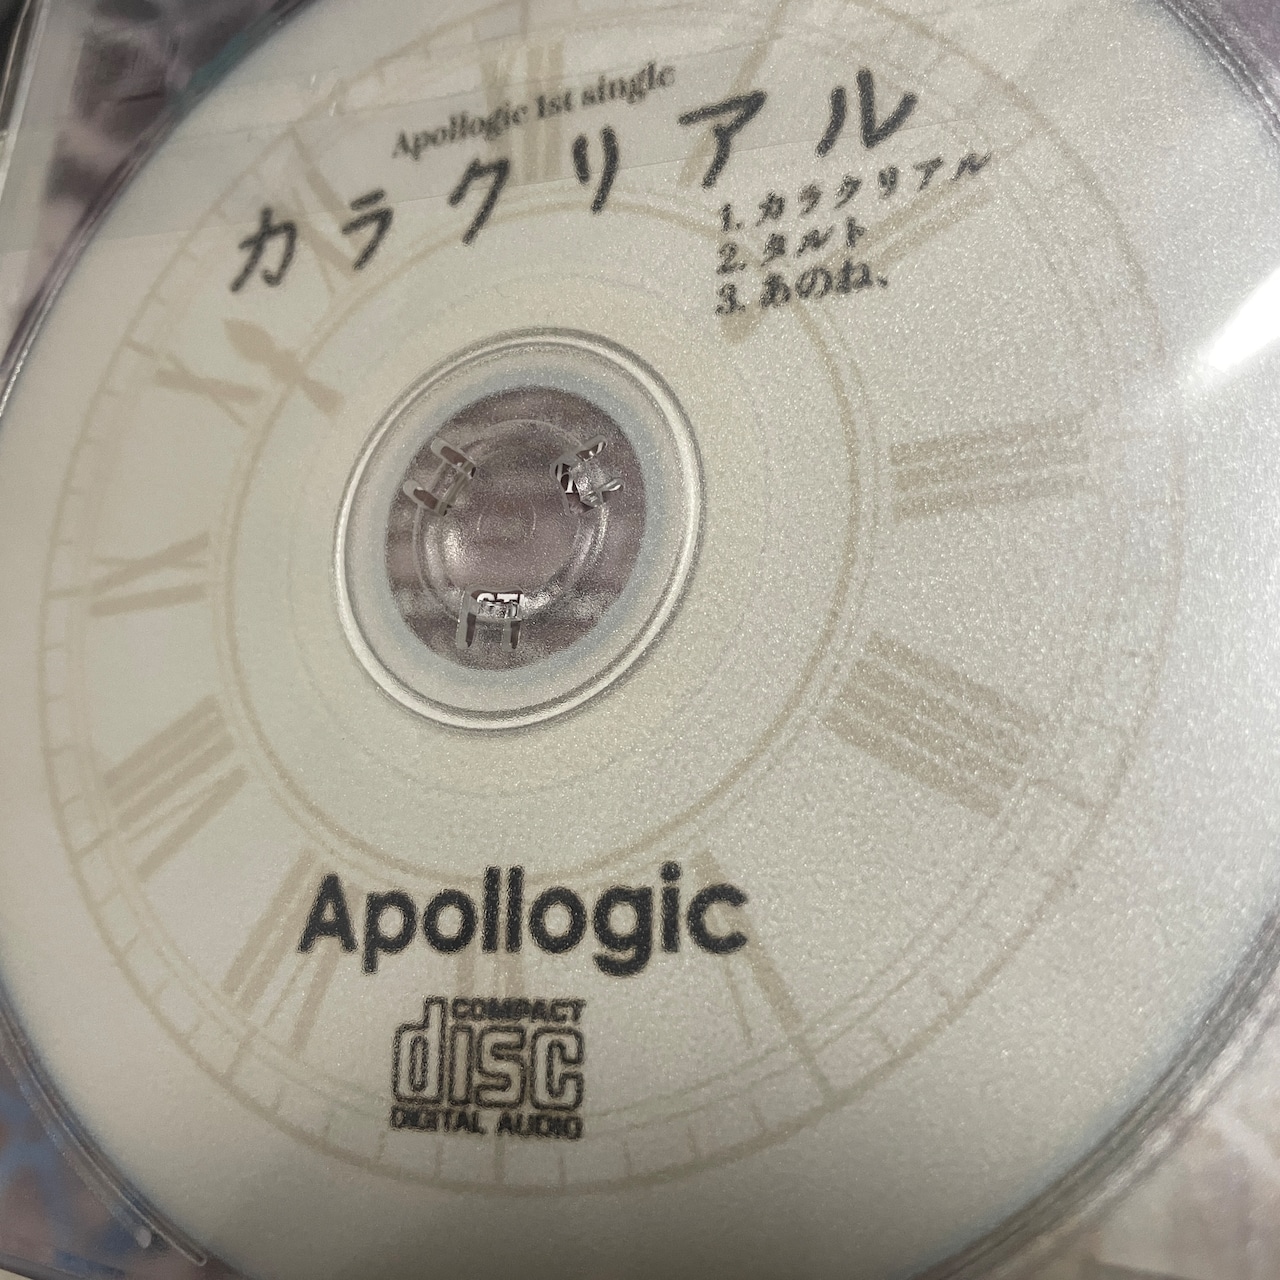 Apollogic 1st single
カラクリアル
1. カラクリアル
2. タルト
3. あのね、
Apollogic
COMPACT
disc
DIGITAL AUDIO